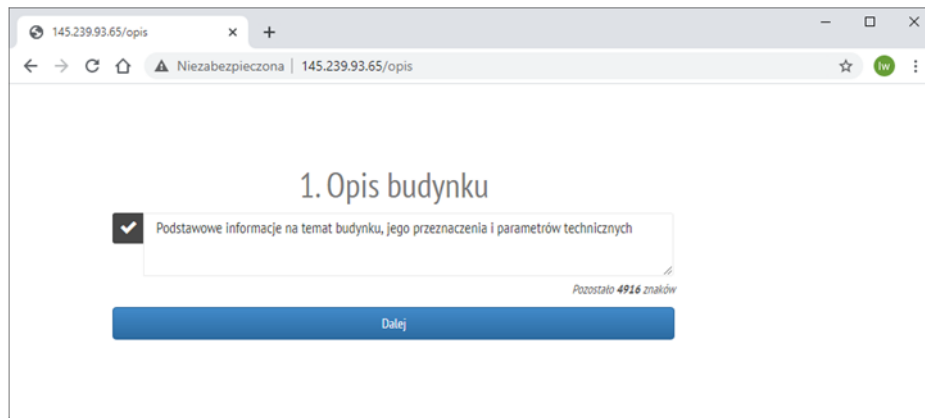 145.239.93.65/opis
Niezabezpieczona | 145.239.93.65/opis
lw
1. Opis budynku
Podstawowe informacje na temat budynku, jego przeznaczenia i parametrów technicznych
Pozostało 4916 znaków
Dalej